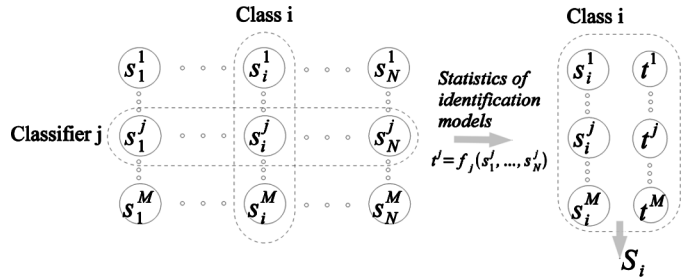 Class i
Class i
s_1^1 s_i^1 s_N^1
s_i^1 t^1
Statistics of
identification
models
Classifier j
s_1^j s_i^j s_N^j
t^j = f_j(s_1^j, ..., s_N^j)
s_i^j t^j
s_1^M s_i^M s_N^M
s_i^M t^M
S_i